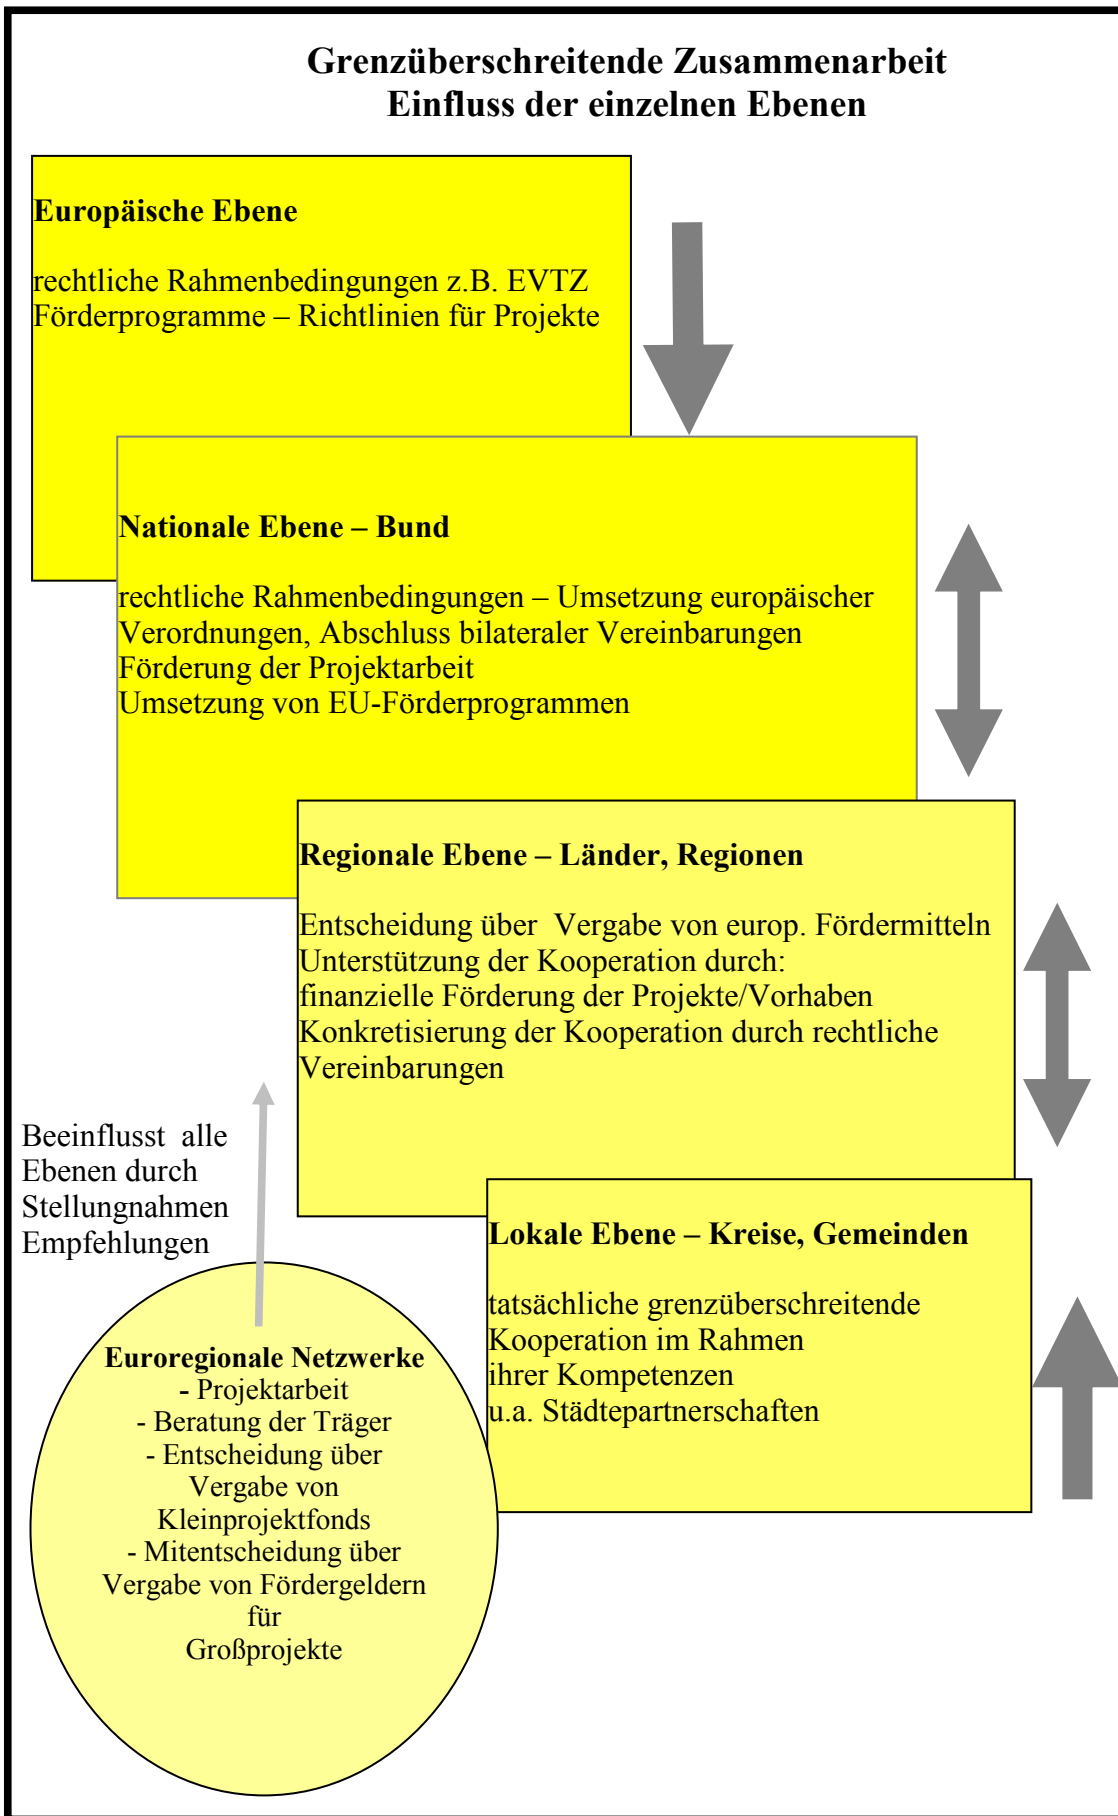 Grenzüberschreitende Zusammenarbeit
Einfluss der einzelnen Ebenen
Europäische Ebene
rechtliche Rahmenbedingungen z.B. EVTZ
Förderprogramme – Richtlinien für Projekte
Nationale Ebene – Bund
rechtliche Rahmenbedingungen – Umsetzung europäischer
Verordnungen, Abschluss bilateraler Vereinbarungen
Förderung der Projektarbeit
Umsetzung von EU-Förderprogrammen
Regionale Ebene – Länder, Regionen
Entscheidung über  Vergabe von europ. Fördermitteln
Unterstützung der Kooperation durch:
finanzielle Förderung der Projekte/Vorhaben
Konkretisierung der Kooperation durch rechtliche
Vereinbarungen
Beeinflusst  alle
Ebenen durch
Stellungnahmen
Empfehlungen
Lokale Ebene – Kreise, Gemeinden
tatsächliche grenzüberschreitende
Kooperation im Rahmen
ihrer Kompetenzen
u.a. Städtepartnerschaften
Euroregionale Netzwerke
- Projektarbeit
- Beratung der Träger
- Entscheidung über
Vergabe von
Kleinprojektfonds
- Mitentscheidung über
Vergabe von Fördergeldern
für
Großprojekte